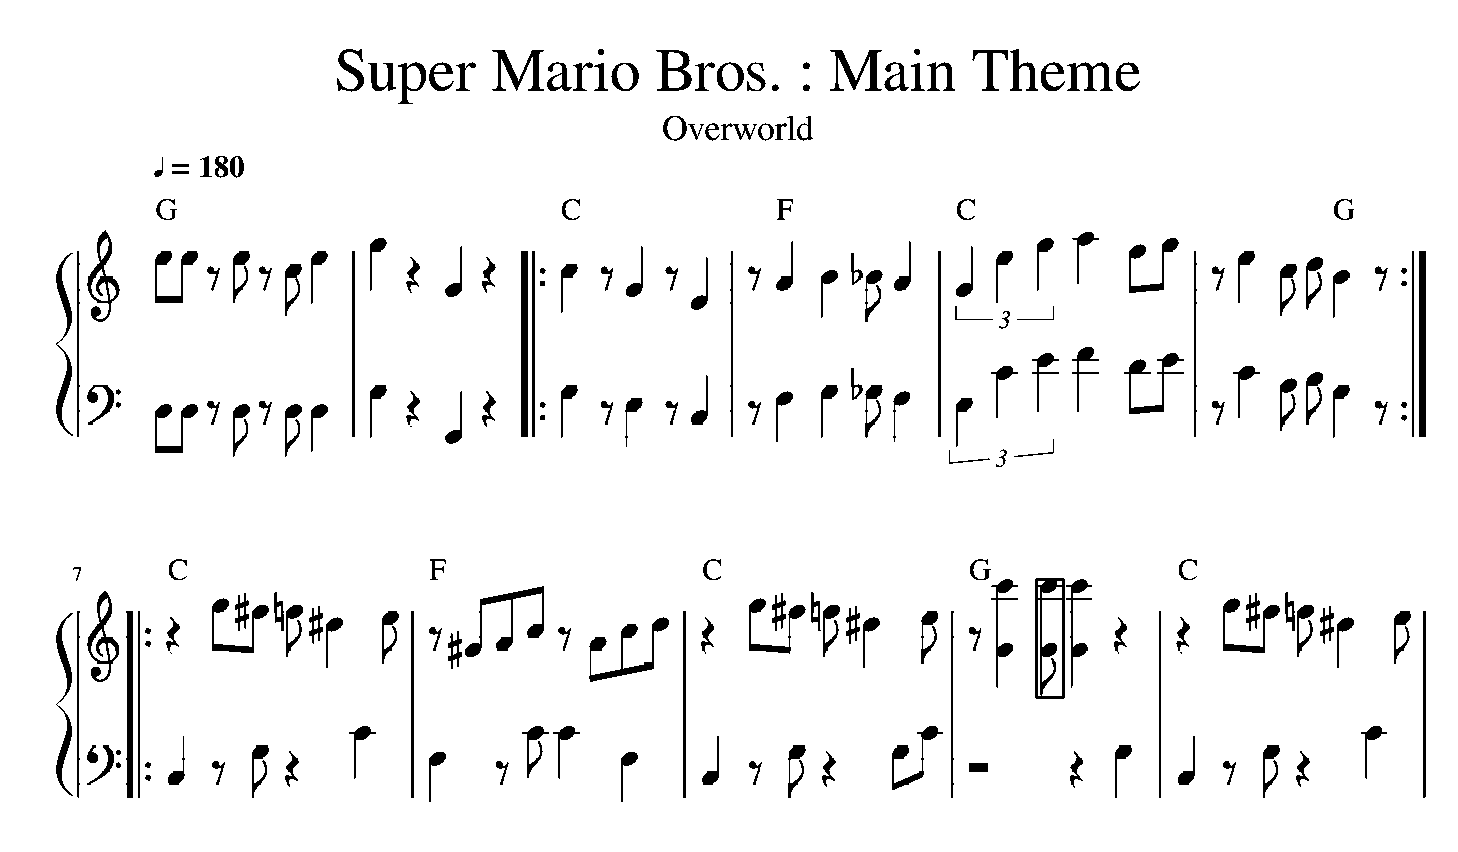 Super Mario Bros. : Main Theme
Overworld
♩ = 180
G C F C G
3
3
7 C F C G C